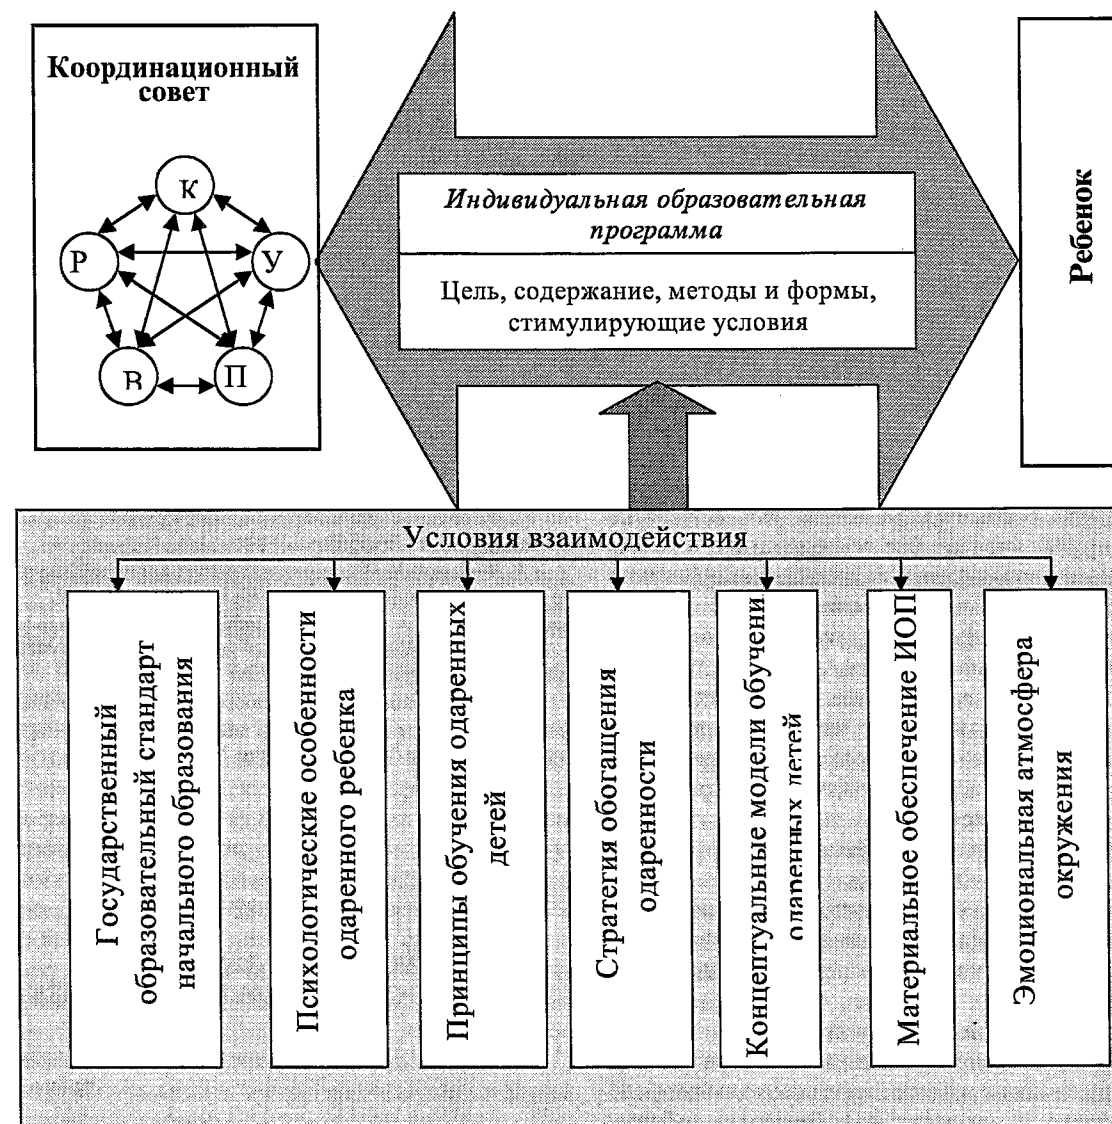 Координационный
совет
К
Р
У
В
П
Индивидуальная образовательная
программа
Цель, содержание, методы и формы,
стимулирующие условия
Ребенок
Условия взаимодействия
Государственный
образовательный стандарт
начального образования
Психологические особенности
одаренного ребенка
Принципы обучения одаренных
детей
Стратегия обогащения
одаренности
Концептуальные модели обучени
одаренных детей
Материальное обеспечение ИОП
Эмоциональная атмосфера
окружения